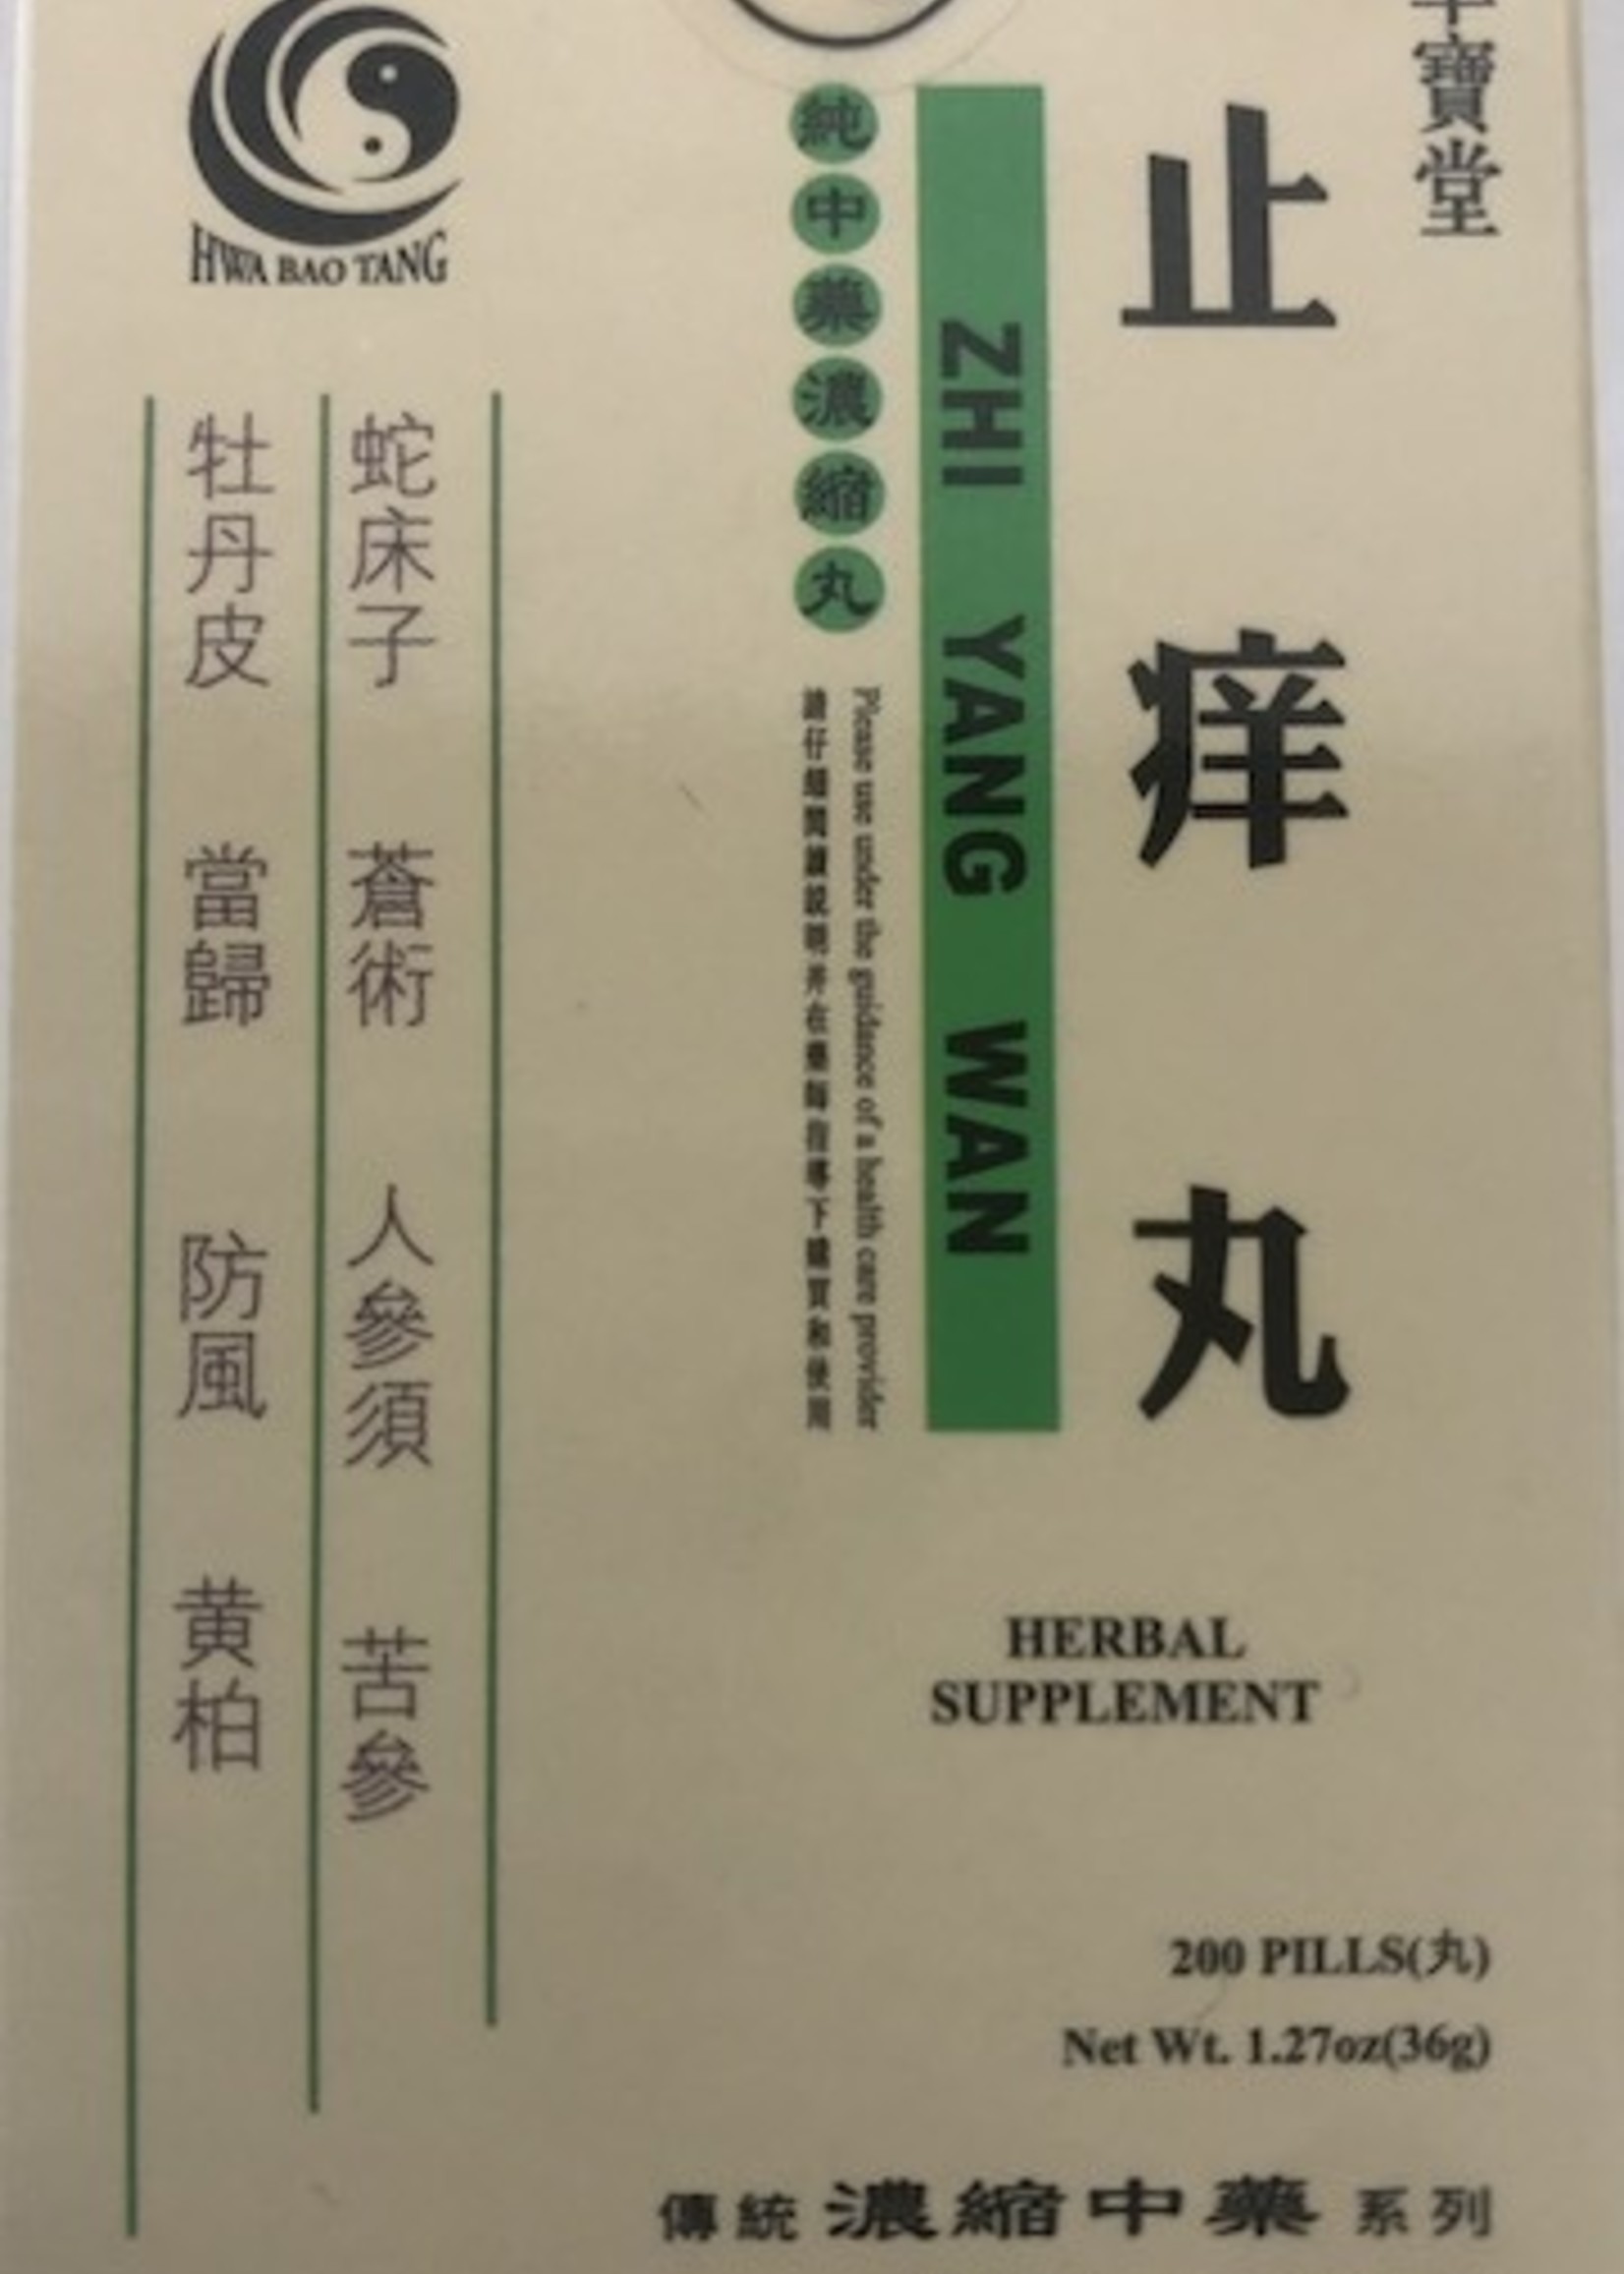 寶堂
止痒丸
ZHI YANG WAN
純中藥濃縮丸
Please use under the guidance of a health care provider
請仔細閱讀說明并在藥師指導下購買和使用
HWA BAO TANG
蛇床子 蒼術 人參須 苦參
牡丹皮 當歸 防風 黄柏
HERBAL
SUPPLEMENT
200 PILLS(丸)
Net Wt. 1.27oz(36g)
傳統 濃縮中藥 系列